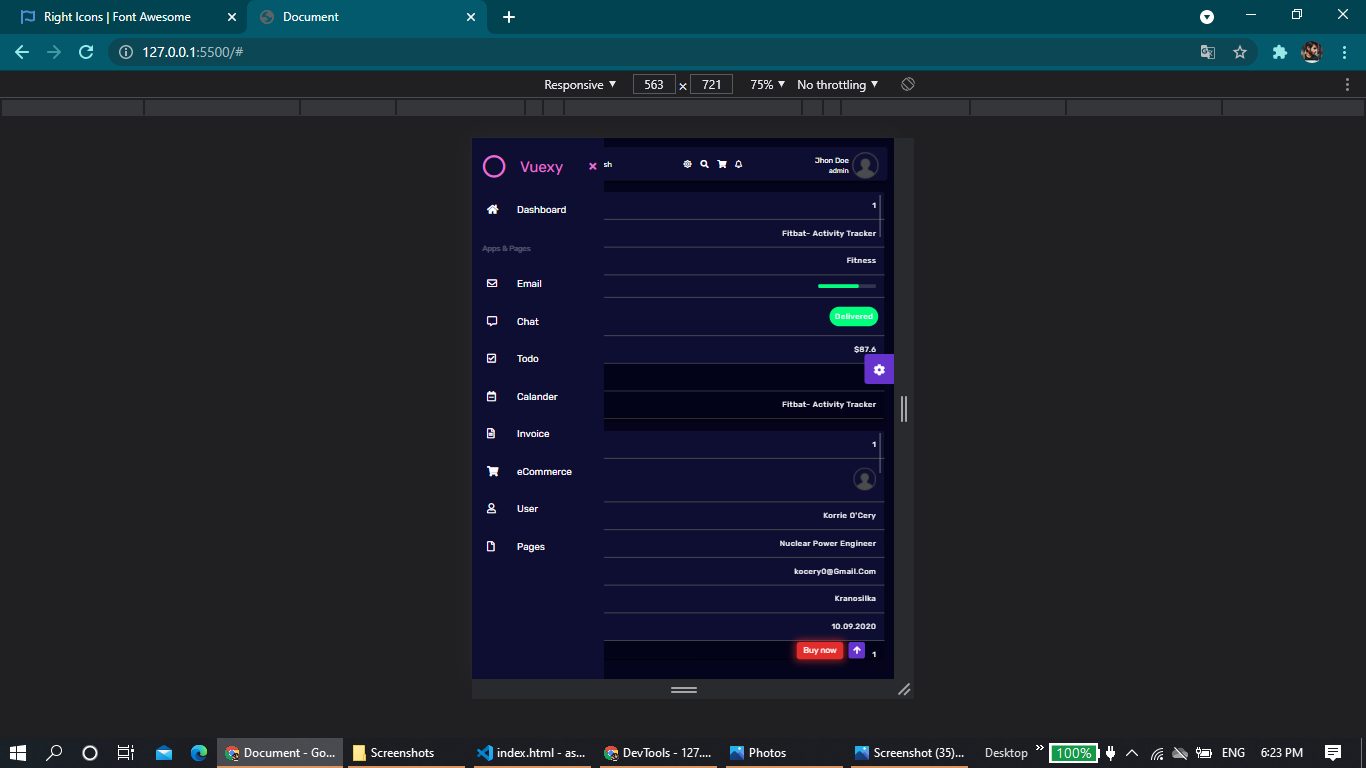 Right Icons | Font Awesome
Document
127.0.0.1:5500/#
Responsive
563 × 721
75%
No throttling
Vuexy
sh
Jhon Doe
admin
Dashboard
Apps & Pages
Email
Chat
Todo
Calander
Invoice
eCommerce
User
Pages
1
Fitbat- Activity Tracker
Fitness
Delivered
$87.6
Fitbat- Activity Tracker
1
Korrie O'Cery
Nuclear Power Engineer
kocery0@Gmail.Com
Kranosilka
10.09.2020
Buy now
1
Document - Go...
Screenshots
index.html - as...
DevTools - 127....
Photos
Screenshot (35)...
Desktop
100%
ENG
6:23 PM